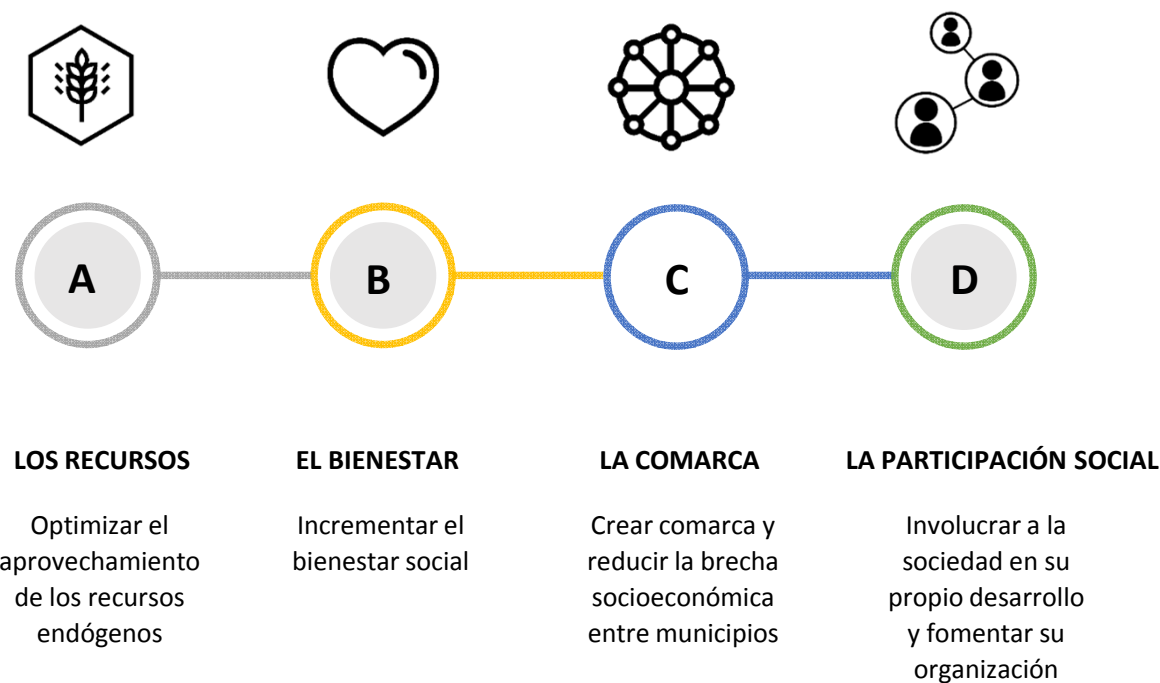 A
B
C
D
LOS RECURSOS
Optimizar el
aprovechamiento
de los recursos
endógenos
EL BIENESTAR
Incrementar el
bienestar social
LA COMARCA
Crear comarca y
reducir la brecha
socioeconómica
entre municipios
LA PARTICIPACIÓN SOCIAL
Involucrar a la
sociedad en su
propio desarrollo
y fomentar su
organización